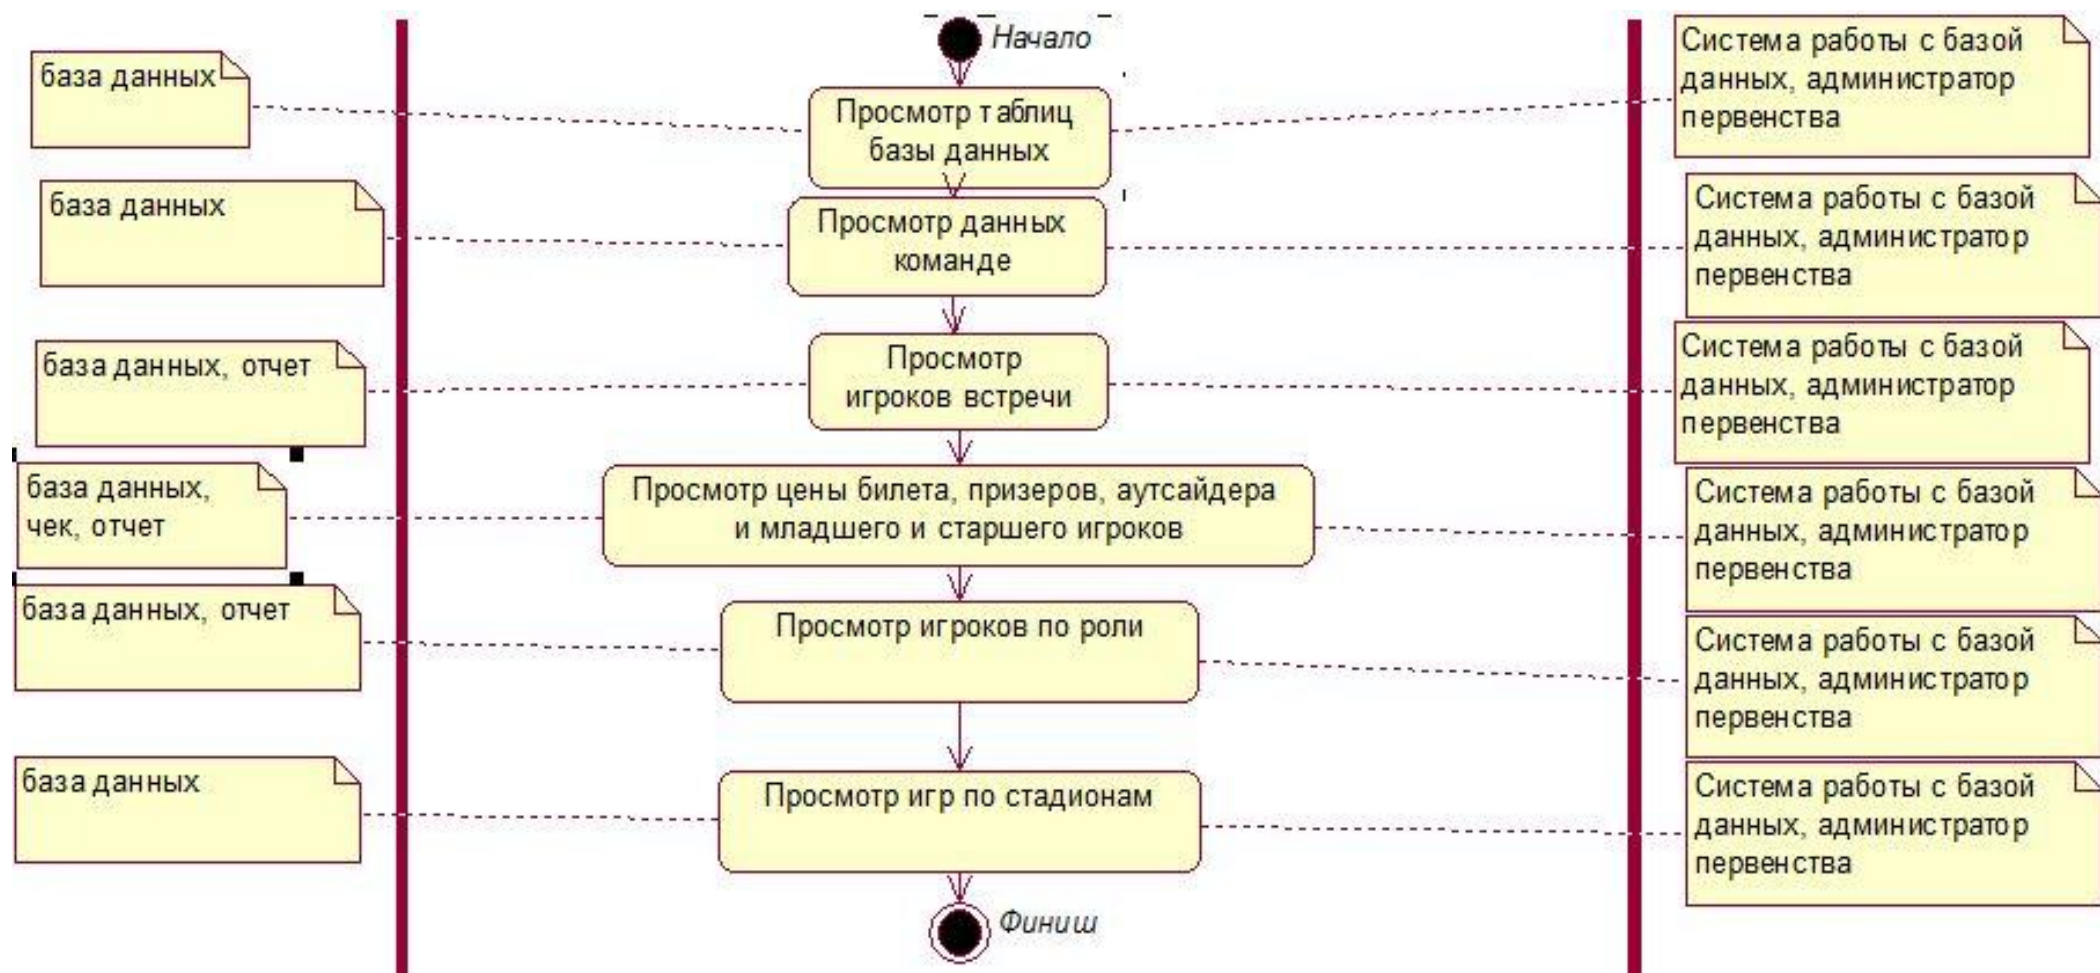 Начало
база данных
Просмотр таблиц
базы данных
Система работы с базой
данных, администратор
первенства
база данных
Просмотр данных
команде
Система работы с базой
данных, администратор
первенства
база данных, отчет
Просмотр
игроков встречи
Система работы с базой
данных, администратор
первенства
база данных,
чек, отчет
Просмотр цены билета, призеров, аутсайдера
и младшего и старшего игроков
Система работы с базой
данных, администратор
первенства
база данных, отчет
Просмотр игроков по роли
Система работы с базой
данных, администратор
первенства
база данных
Просмотр игр по стадионам
Система работы с базой
данных, администратор
первенства
Финиш